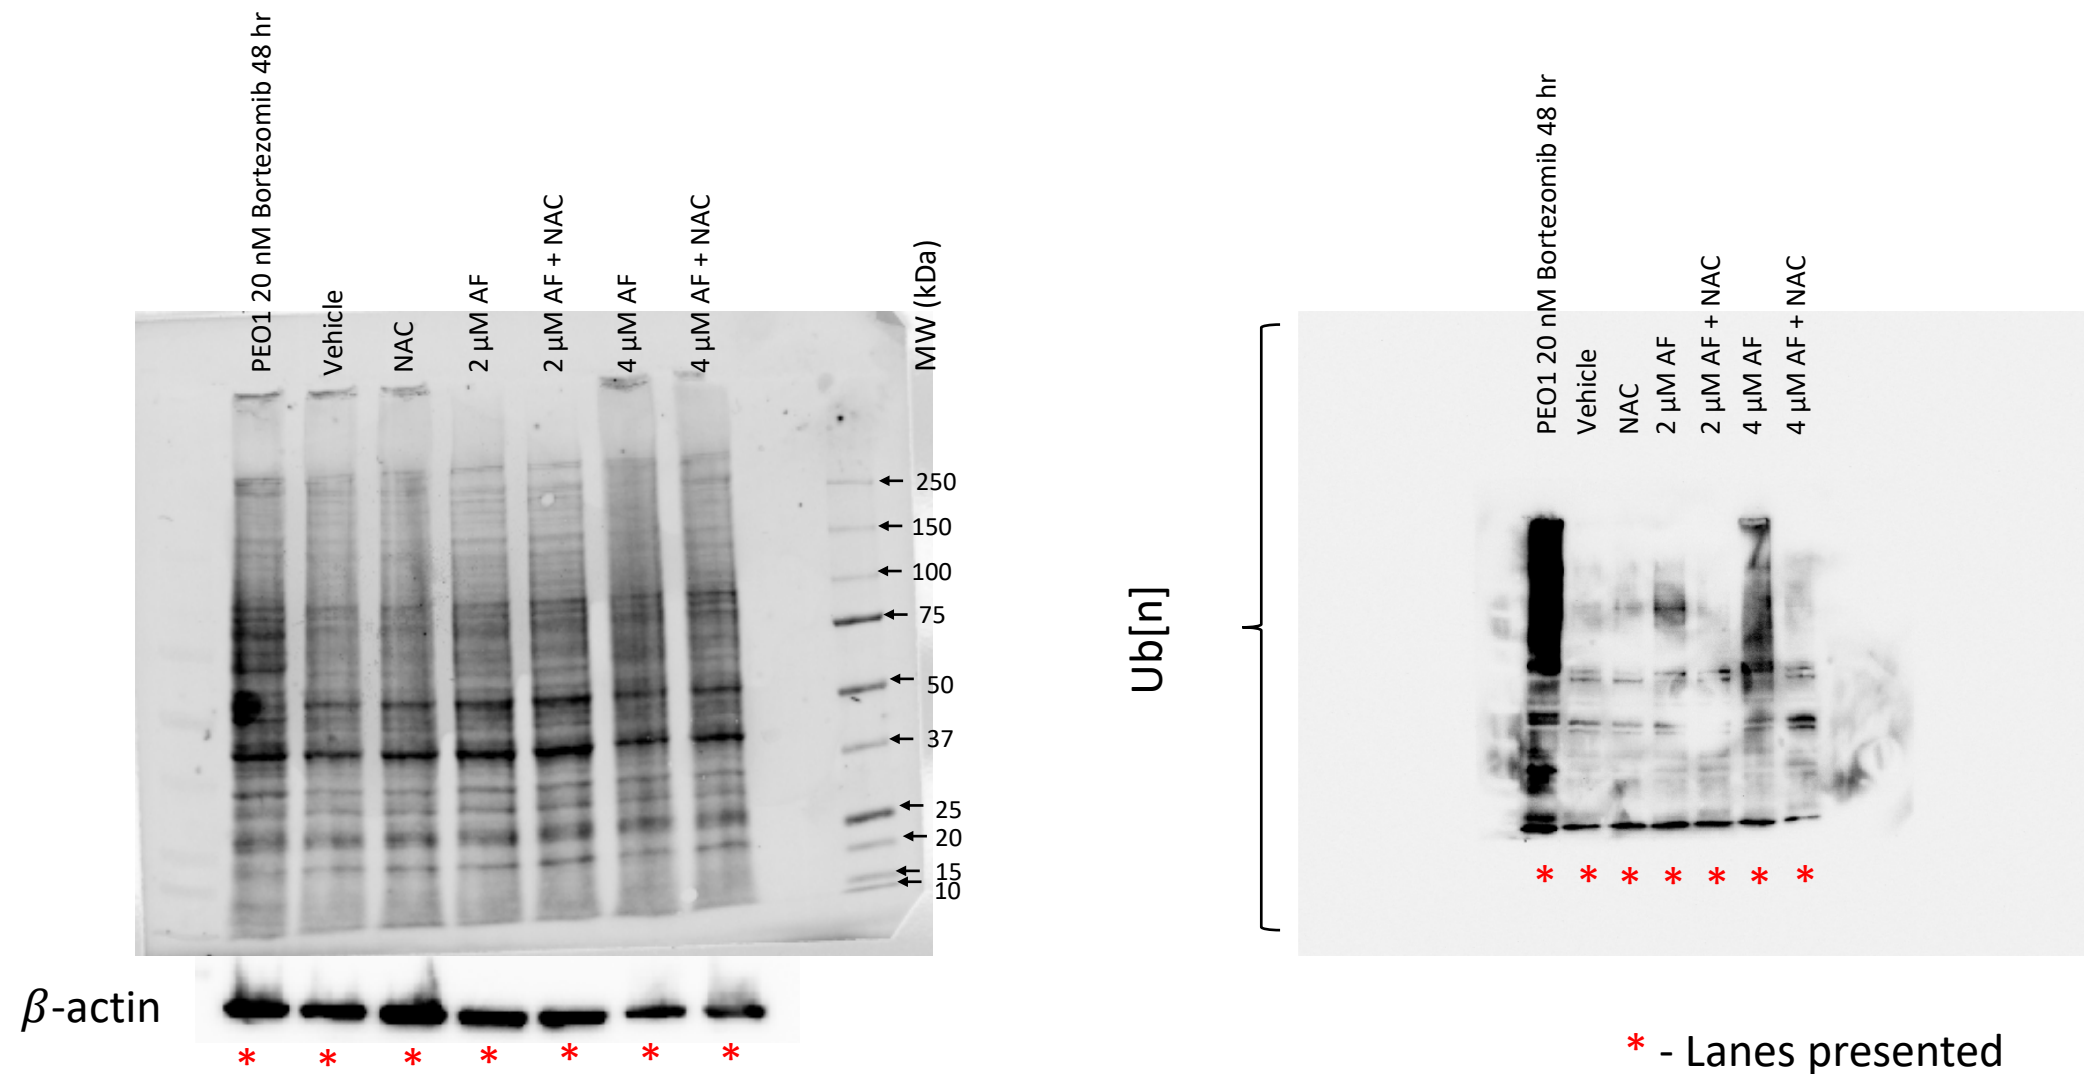 PEO1 20 nM Bortezomib 48 hr
Vehicle
NAC
2 µM AF
2 µM AF + NAC
4 µM AF
4 µM AF + NAC
MW (kDa)
250
150
100
75
50
37
25
20
15
10
β-actin
* * * * * * *
PEO1 20 nM Bortezomib 48 hr
Vehicle
NAC
2 µM AF
2 µM AF + NAC
4 µM AF
4 µM AF + NAC
Ub[n]
* * * * * * *
* - Lanes presented